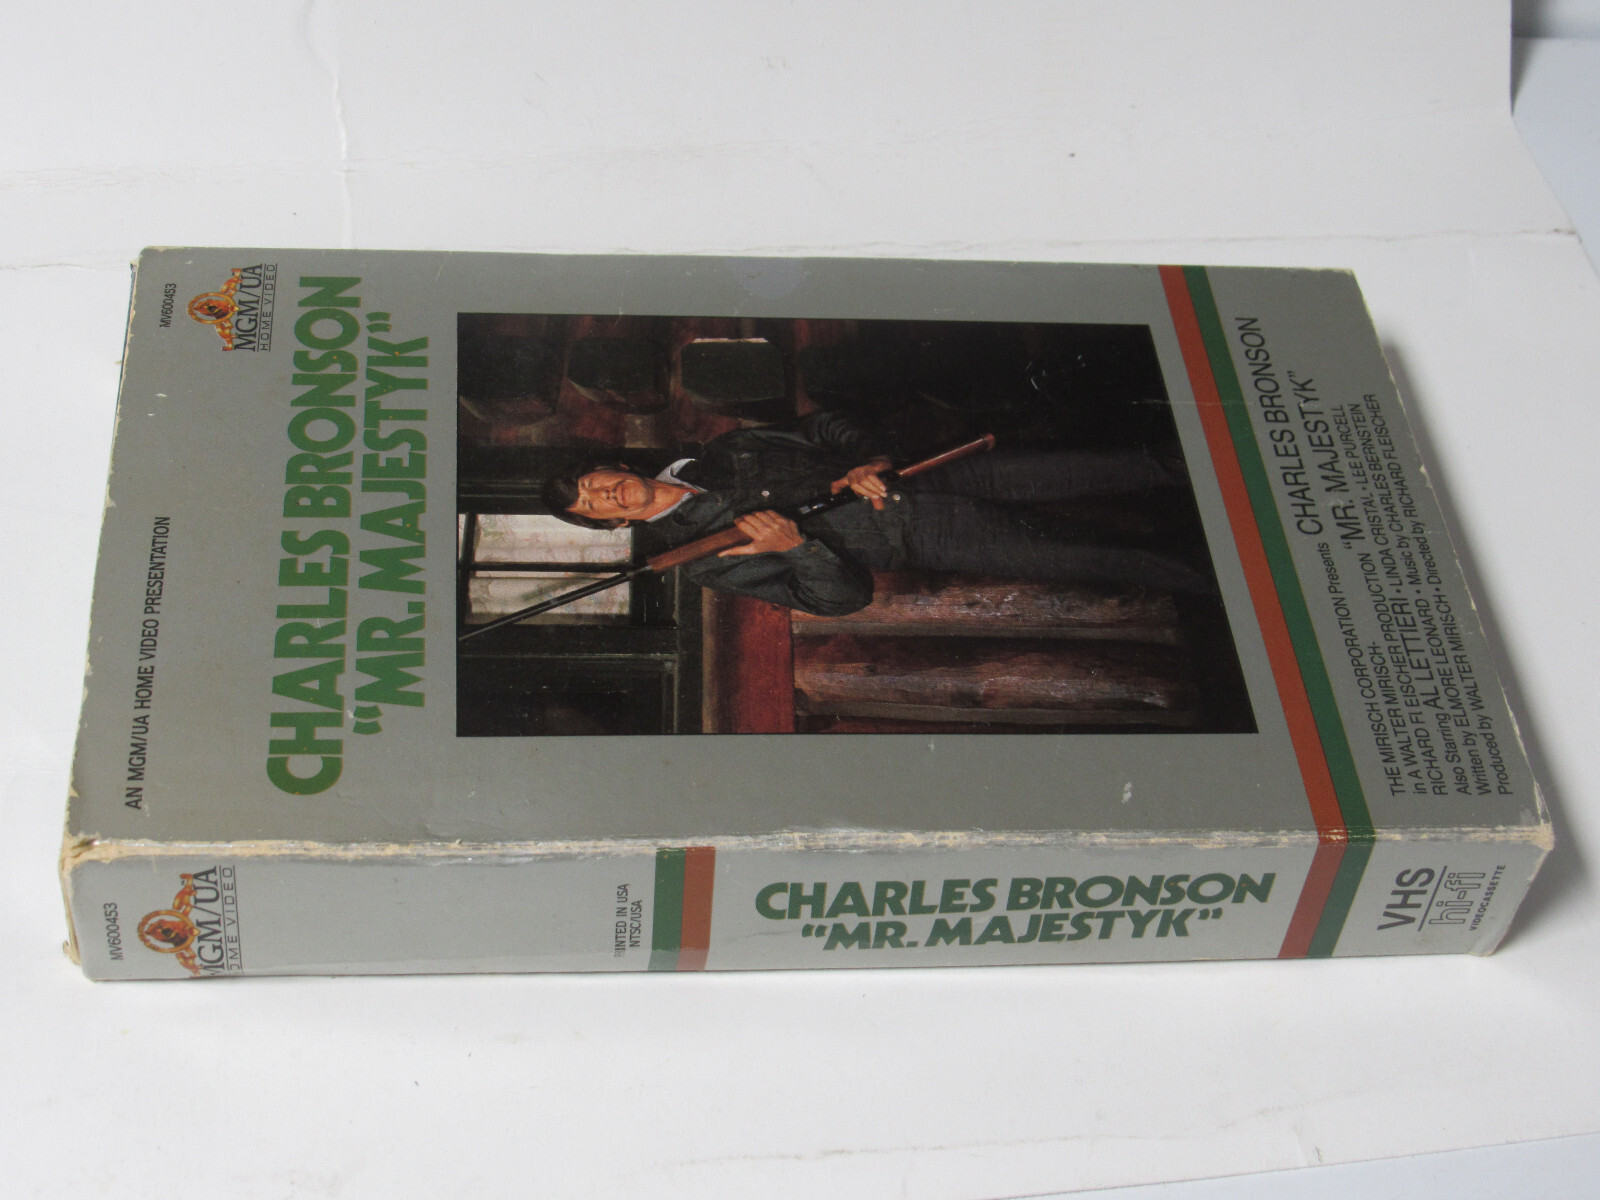 MV600453
AN MGM/UA HOME VIDEO PRESENTATION
MGM/UA
HOME VIDEO
CHARLES BRONSON
“MR. MAJESTYK”
THE MIRISCH CORPORATION Presents CHARLES BRONSON
in A WALTER MIRISCH PRODUCTION “MR. MAJESTYK”
RICHARD FLEISCHER
AL LETTIERI • LINDA CRISTAL • LEE PURCELL
Also Starring
Music by CHARLES BERNSTEIN
Written by ELMORE LEONARD • Directed by RICHARD FLEISCHER
Produced by WALTER MIRISCH
MV600453
MGM/UA
HOME VIDEO
PRINTED IN USA
NTSC/USA
CHARLES BRONSON
“MR. MAJESTYK”
VHS
hi-fi
VIDEOCASSETTE